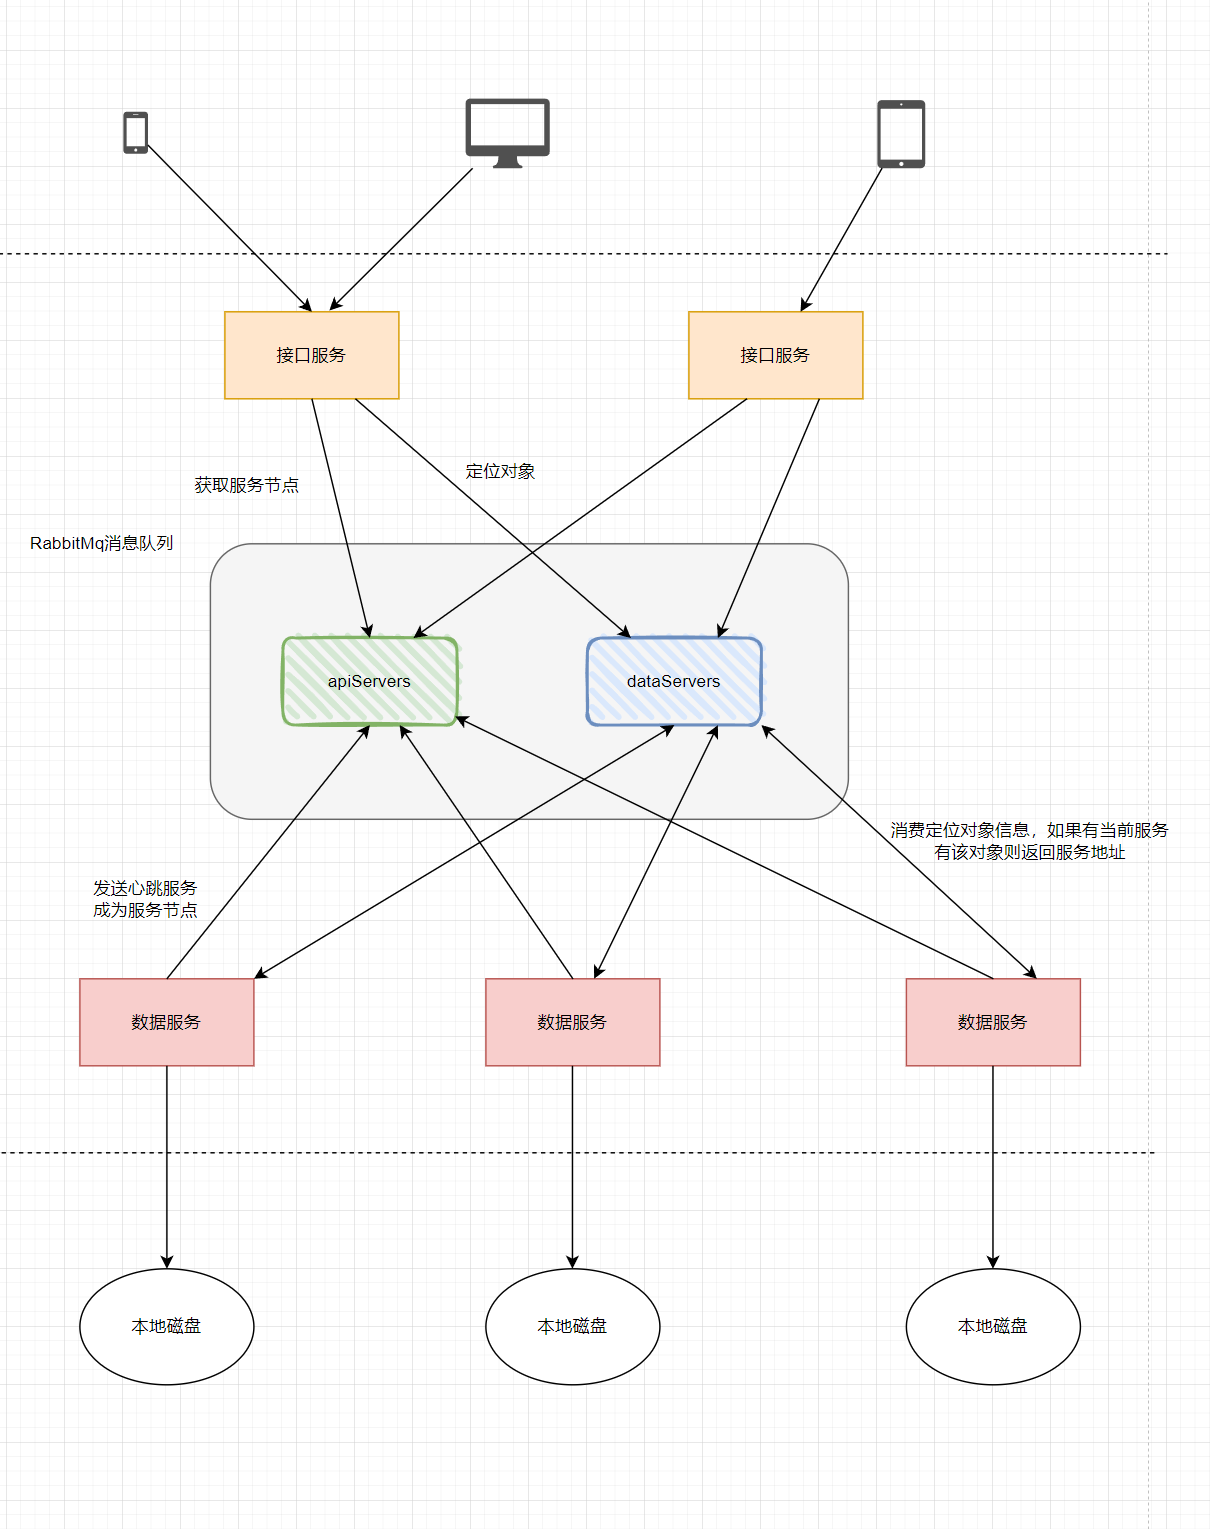 接口服务
接口服务
定位对象
获取服务节点
RabbitMq消息队列
apiServers
dataServers
消费定位对象信息，如果有当前服务
有该对象则返回服务地址
发送心跳服务
成为服务节点
数据服务
数据服务
数据服务
本地磁盘
本地磁盘
本地磁盘